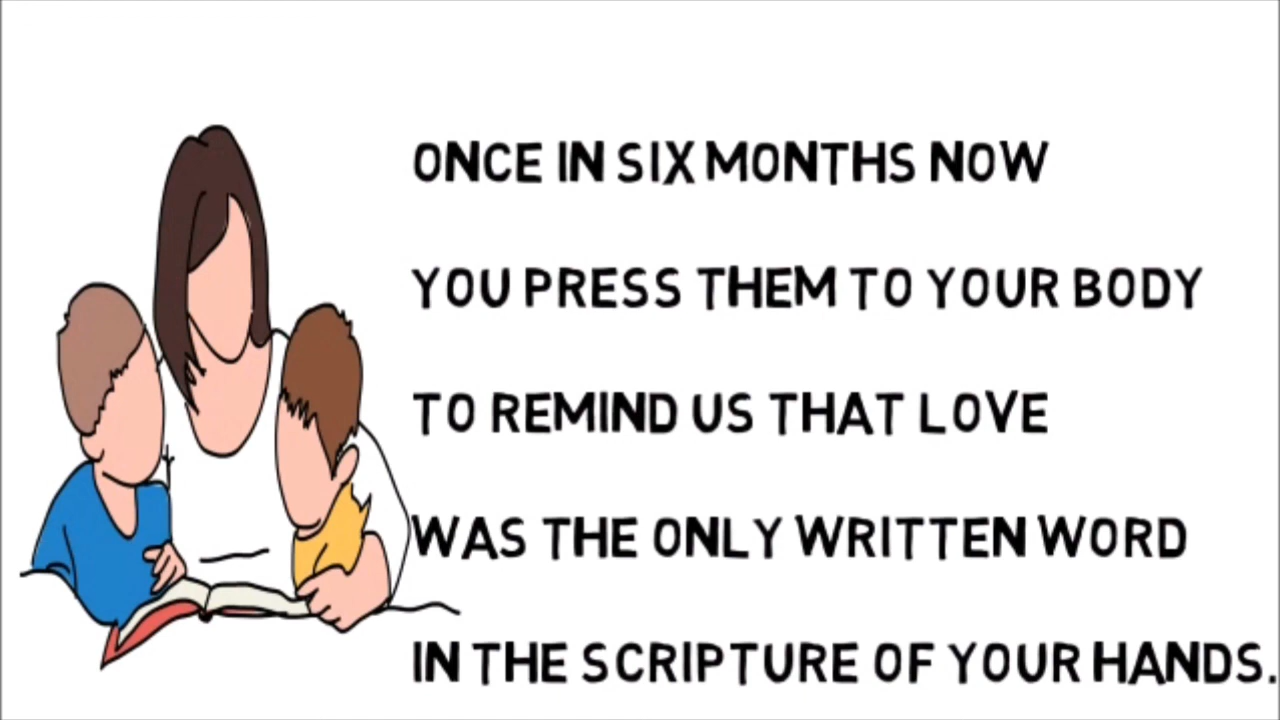 ONCE IN SIX MONTHS NOW
YOU PRESS THEM TO YOUR BODY
TO REMIND US THAT LOVE
WAS THE ONLY WRITTEN WORD
IN THE SCRIPTURE OF YOUR HANDS.